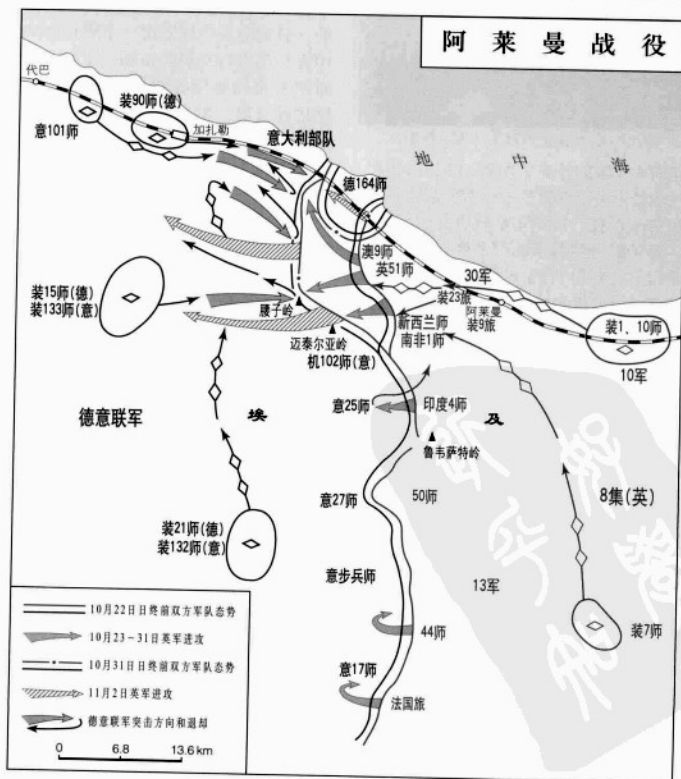 阿莱曼战役
代巴
装90师(德)
意101师
加扎勒
意大利部队
地中海
德164师
澳9师
英51师
30军
装23旅
阿莱曼
装9旅
装15师(德)
装133师(意)
腰子岭
新西兰师
南非1师
装1、10师
迈泰尔亚岭
机102师(意)
10军
德意联军
埃
意25师
印度4师
及
鲁韦萨特岭
意27师
50师
8集(英)
装21师(德)
装132师(意)
意步兵师
13军
44师
装7师
意17师
法国旅
10月22日日终前双方军队态势
10月23-31日英军进攻
10月31日日终前双方军队态势
11月2日英军进攻
德意联军突击方向和退却
0 6.8 13.6 km